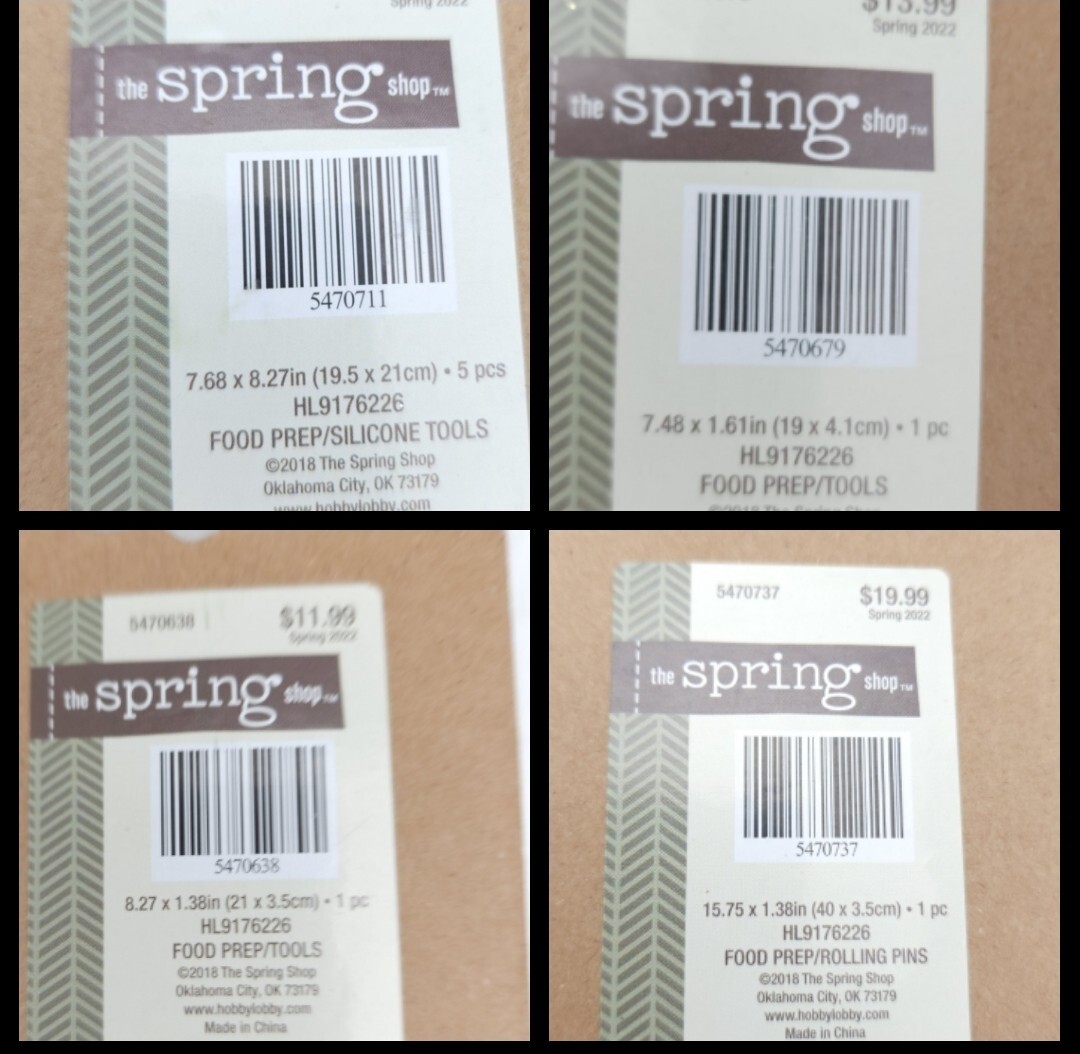 Spring 2022
the spring shop™
5470711
7.68 x 8.27in (19.5 x 21cm) • 5 pcs
HL9176226
FOOD PREP/SILICONE TOOLS
©2018 The Spring Shop
Oklahoma City, OK 73179
www.hobbylobby.com
$13.99
Spring 2022
the spring shop™
5470679
7.48 x 1.61in (19 x 4.1cm) • 1 pc
HL9176226
FOOD PREP/TOOLS
©2018 The Spring Shop
5470638 $11.99
Spring 2022
the spring shop™
5470638
8.27 x 1.38in (21 x 3.5cm) • 1 pc
HL9176226
FOOD PREP/TOOLS
©2018 The Spring Shop
Oklahoma City, OK 73179
www.hobbylobby.com
Made in China
5470737 $19.99
Spring 2022
the spring shop™
5470737
15.75 x 1.38in (40 x 3.5cm) • 1 pc
HL9176226
FOOD PREP/ROLLING PINS
©2018 The Spring Shop
Oklahoma City, OK 73179
www.hobbylobby.com
Made in China